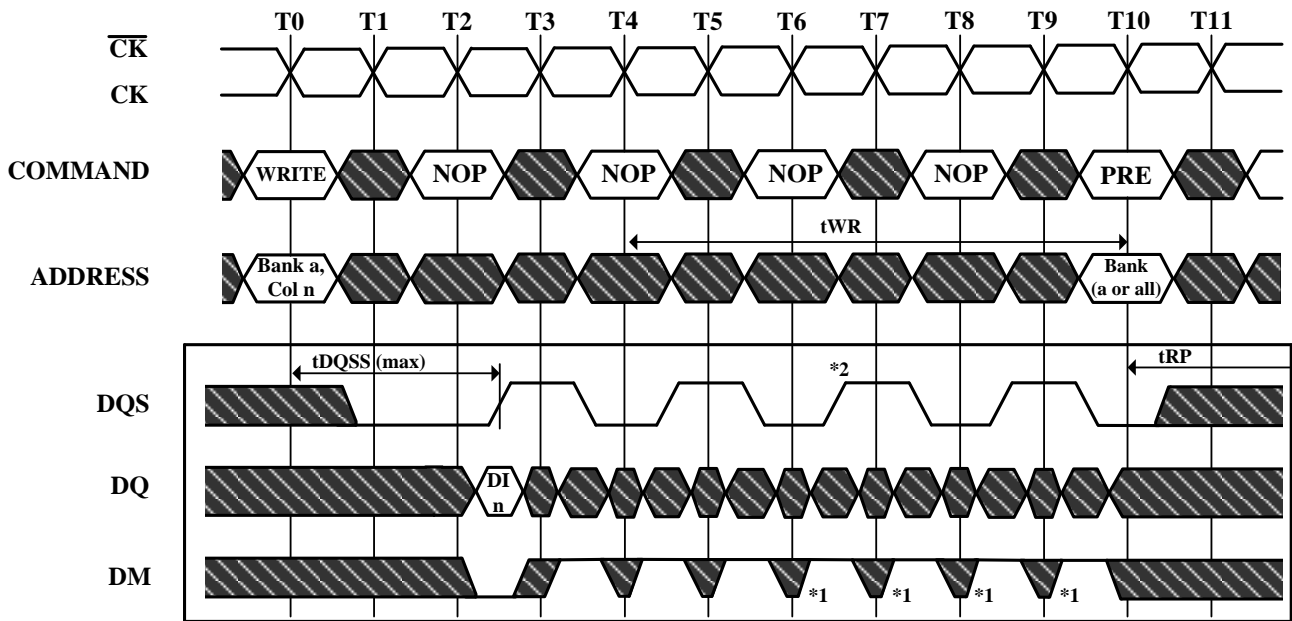 T0 T1 T2 T3 T4 T5 T6 T7 T8 T9 T10 T11
CK
CK
COMMAND WRITE NOP NOP NOP NOP PRE
tWR
ADDRESS Bank a, Col n Bank (a or all)
tDQSS (max) *2 tRP
DQS
DQ DI n
DM *1 *1 *1 *1